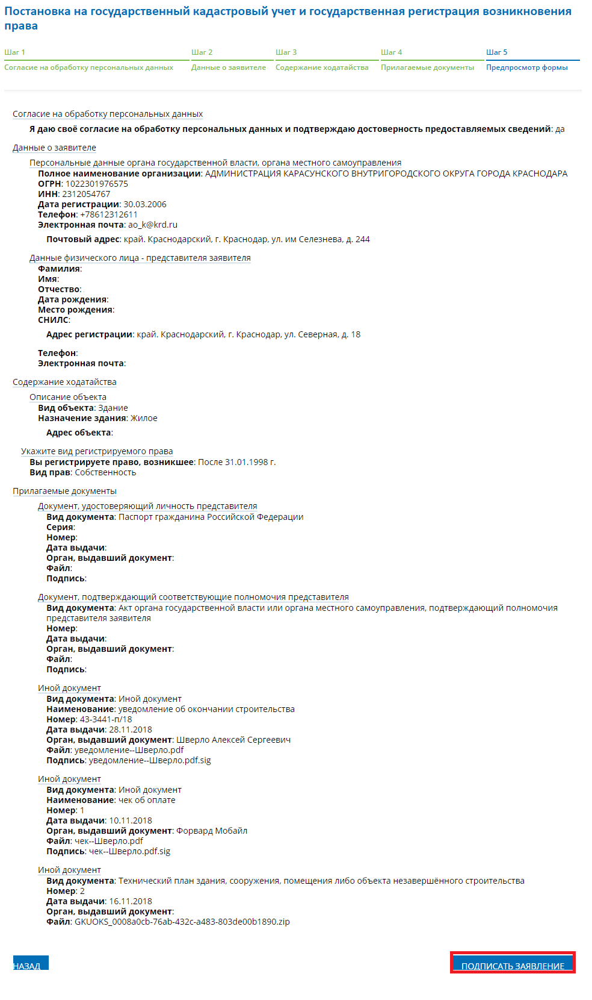 Постановка на государственный кадастровый учет и государственная регистрация возникновения
права
Шаг 1
Шаг 2
Шаг 3
Шаг 4
Шаг 5
Согласие на обработку персональных данных
Данные о заявителе
Содержание ходатайства
Прилагаемые документы
Предпросмотр формы
Согласие на обработку персональных данных
Я даю своё согласие на обработку персональных данных и подтверждаю достоверность предоставляемых сведений: да
Данные о заявителе
Персональные данные органа государственной власти, органа местного самоуправления
Полное наименование организации: АДМИНИСТРАЦИЯ КАРАСУНСКОГО ВНУТРИГОРОДСКОГО ОКРУГА ГОРОДА КРАСНОДАРА
ОГРН: 1022301976575
ИНН: 2312054767
Дата регистрации: 30.03.2006
Телефон: +78612312611
Электронная почта: ao_k@krd.ru
Почтовый адрес: край. Краснодарский, г. Краснодар, ул. им Селезнева, д. 244
Данные физического лица - представителя заявителя
Фамилия:
Имя:
Отчество:
Дата рождения:
Место рождения:
СНИЛС:
Адрес регистрации: край. Краснодарский, г. Краснодар, ул. Северная, д. 18
Телефон:
Электронная почта:
Содержание ходатайства
Описание объекта
Вид объекта: Здание
Назначение здания: Жилое
Адрес объекта:
Укажите вид регистрируемого права
Вы регистрируете право, возникшее: После 31.01.1998 г.
Вид прав: Собственность
Прилагаемые документы
Документ, удостоверяющий личность представителя
Вид документа: Паспорт гражданина Российской Федерации
Серия:
Номер:
Дата выдачи:
Орган, выдавший документ:
Файл:
Подпись:
Документ, подтверждающий соответствующие полномочия представителя
Вид документа: Акт органа государственной власти или органа местного самоуправления, подтверждающий полномочия
представителя заявителя
Номер:
Дата выдачи:
Орган, выдавший документ:
Файл:
Подпись:
Иной документ
Вид документа: Иной документ
Наименование: уведомление об окончании строительства
Номер: 43-3441-п/18
Дата выдачи: 28.11.2018
Орган, выдавший документ: Шверло Алексей Сергеевич
Файл: уведомление--Шверло.pdf
Подпись: уведомление--Шверло.pdf.sig
Иной документ
Вид документа: Иной документ
Наименование: чек об оплате
Номер: 1
Дата выдачи: 10.11.2018
Орган, выдавший документ: Форвард Мобайл
Файл: чек--Шверло.pdf
Подпись: чек--Шверло.pdf.sig
Иной документ
Вид документа: Технический план здания, сооружения, помещения либо объекта незавершённого строительства
Номер: 2
Дата выдачи: 16.11.2018
Орган, выдавший документ:
Файл: GKUOKS_0008a0cb-76ab-432c-a483-803de00b1890.zip
НАЗАД
ПОДПИСАТЬ ЗАЯВЛЕНИЕ